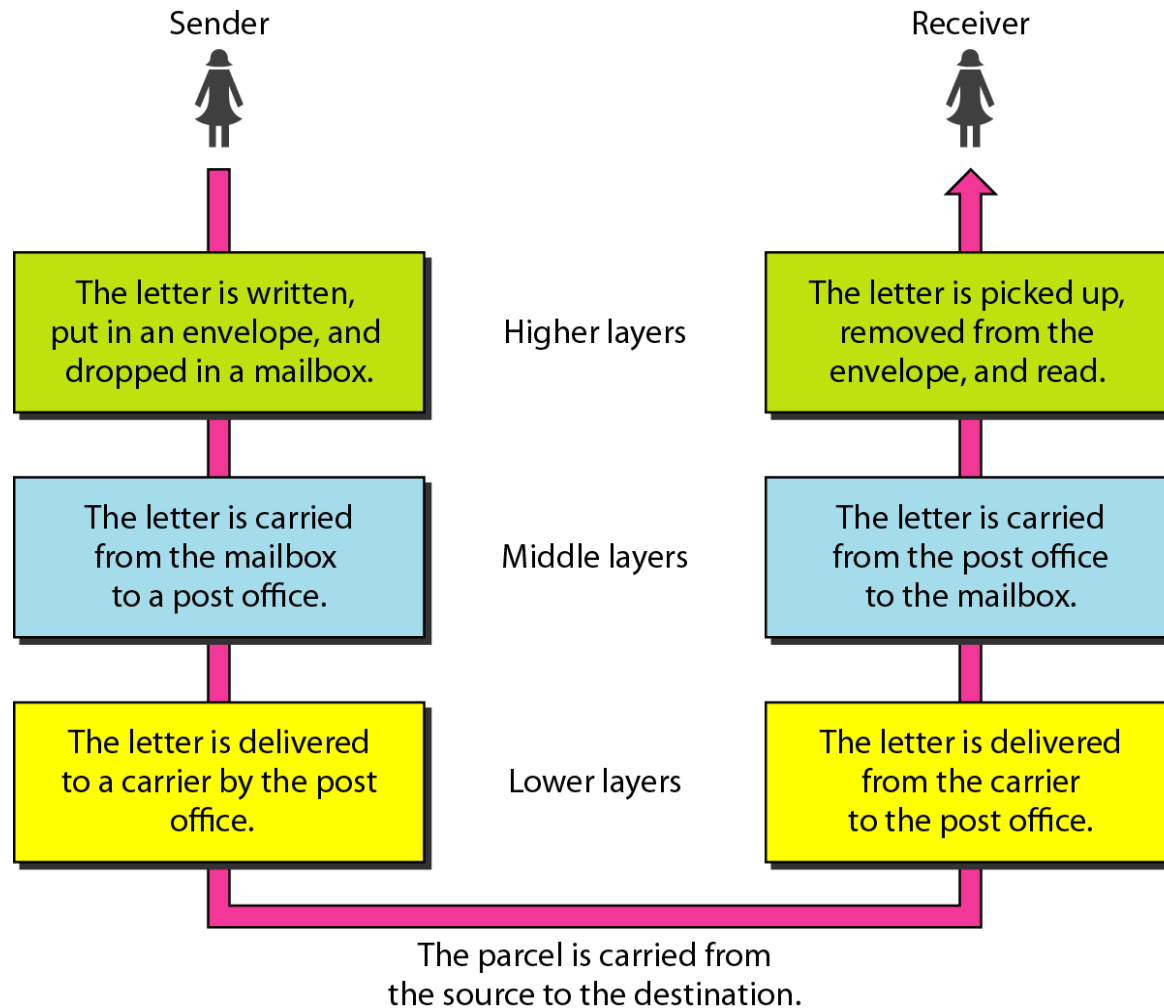 Sender
Receiver
The letter is written,
put in an envelope, and
dropped in a mailbox.
Higher layers
The letter is picked up,
removed from the
envelope, and read.
The letter is carried
from the mailbox
to a post office.
Middle layers
The letter is carried
from the post office
to the mailbox.
The letter is delivered
to a carrier by the post
office.
Lower layers
The letter is delivered
from the carrier
to the post office.
The parcel is carried from
the source to the destination.